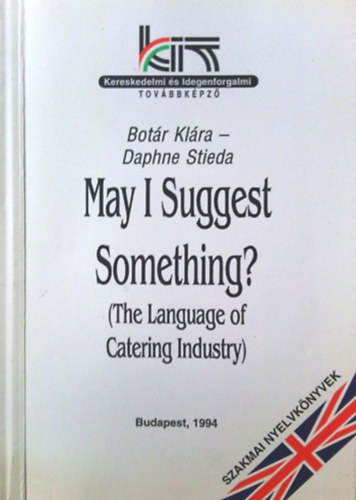 KIT
Kereskedelmi és Idegenforgalmi
TOVÁBBKÉPZŐ
Botár Klára –
Daphne Stieda
May I Suggest
Something?
(The Language of
Catering Industry)
Budapest, 1994
SZAKMAI NYELVKÖNYVEK